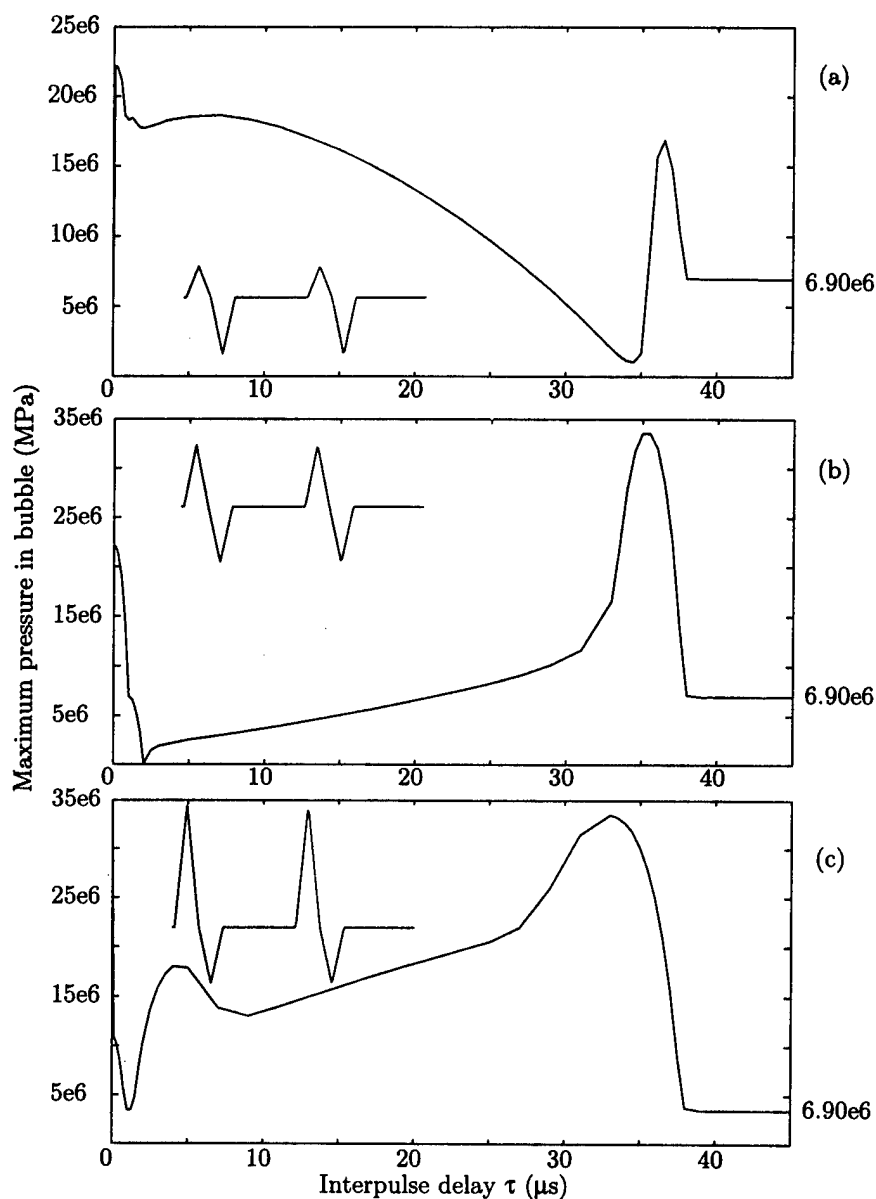 25e6
20e6
15e6
10e6
5e6
(a)
6.90e6
0
10
20
30
40
35e6
25e6
15e6
5e6
(b)
6.90e6
0
10
20
30
40
35e6
25e6
15e6
5e6
(c)
6.90e6
0
10
20
30
40
Maximum pressure in bubble (MPa)
Interpulse delay τ (μs)